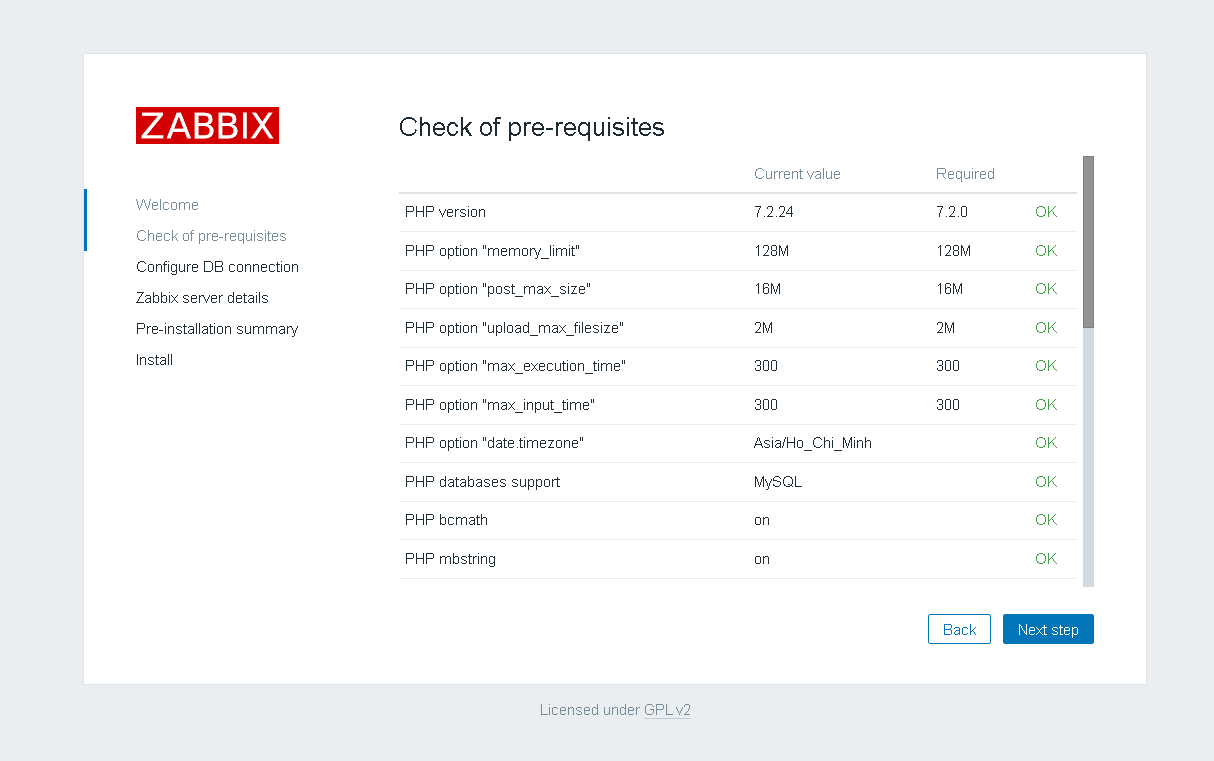 ZABBIX
Welcome
Check of pre-requisites
Configure DB connection
Zabbix server details
Pre-installation summary
Install
Check of pre-requisites
Current value Required
PHP version 7.2.24 7.2.0 OK
PHP option "memory_limit" 128M 128M OK
PHP option "post_max_size" 16M 16M OK
PHP option "upload_max_filesize" 2M 2M OK
PHP option "max_execution_time" 300 300 OK
PHP option "max_input_time" 300 300 OK
PHP option "date.timezone" Asia/Ho_Chi_Minh OK
PHP databases support MySQL OK
PHP bcmath on OK
PHP mbstring on OK
Back Next step
Licensed under GPL v2